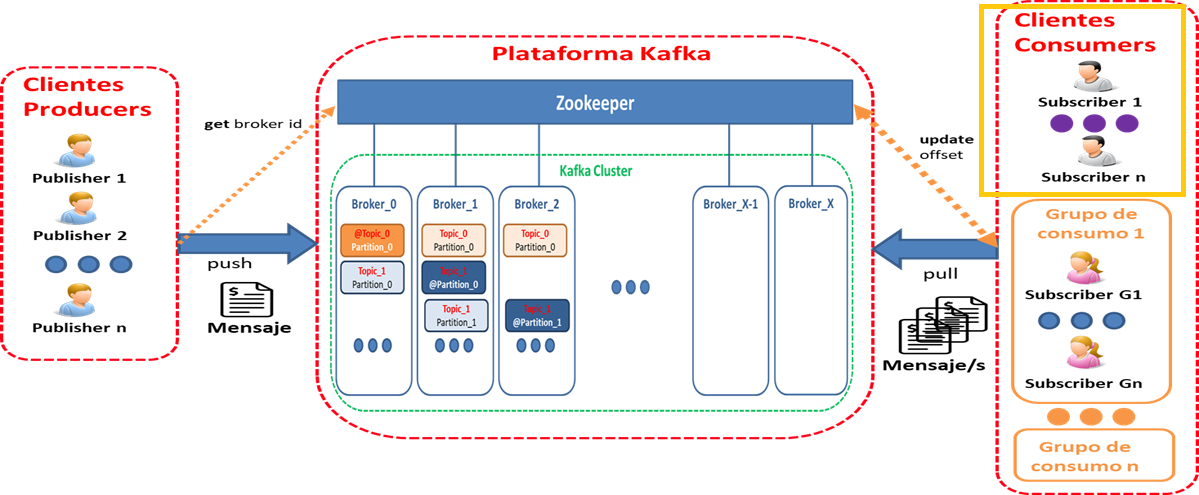 Clientes
Producers
Publisher 1
Publisher 2
Publisher n
get broker id
push
Mensaje
Plataforma Kafka
Zookeeper
Kafka Cluster
Broker_0
@Topic_0
Partition_0
Topic_1
Partition_0
Broker_1
Topic_0
Partition_0
Topic_1
@Partition_0
Topic_1
Partition_1
Broker_2
Topic_0
Partition_0
Topic_1
@Partition_1
Broker_X-1
Broker_X
update
offset
pull
Mensaje/s
Clientes
Consumers
Subscriber 1
Subscriber n
Grupo de
consumo 1
Subscriber G1
Subscriber Gn
Grupo de
consumo n